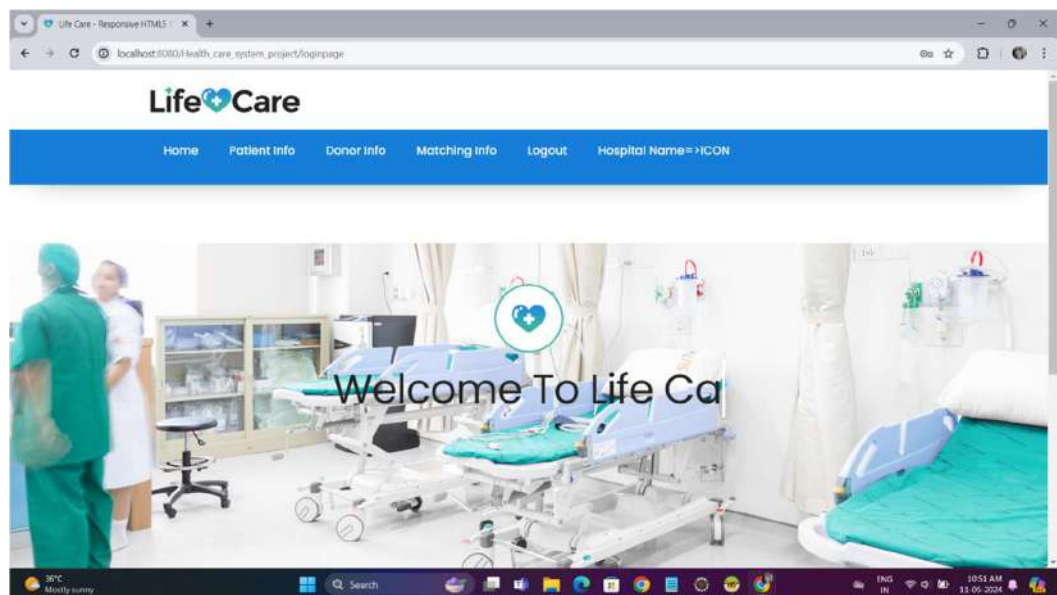 Life Care - Responsive HTML5
localhost:8080/Health_care_system_project/loginpage
Life Care
Home Patient Info Donor Info Matching Info Logout Hospital Name=>ICON
Welcome To Life Ca
36°C
Mostly sunny
Search
ENG
IN
10:51 AM
11-05-2024